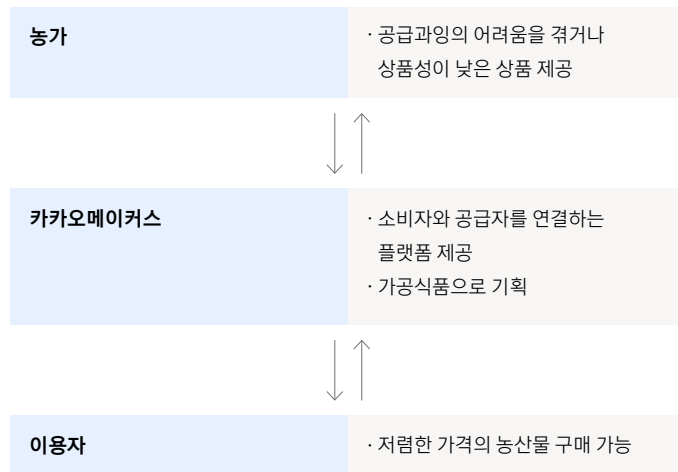 농가
· 공급과잉의 어려움을 겪거나
상품성이 낮은 상품 제공
카카오메이커스
· 소비자와 공급자를 연결하는
플랫폼 제공
· 가공식품으로 기획
이용자
· 저렴한 가격의 농산물 구매 가능